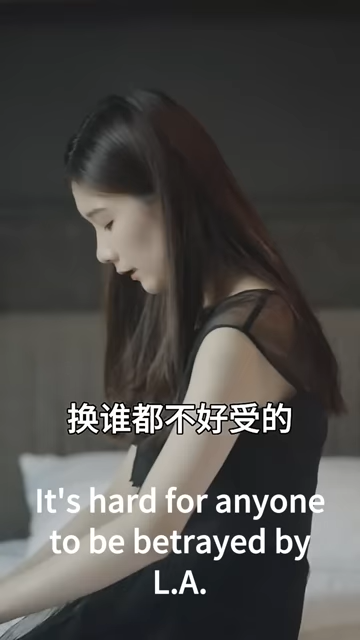 换谁都不好受的
It's hard for anyone
to be betrayed by
L.A.